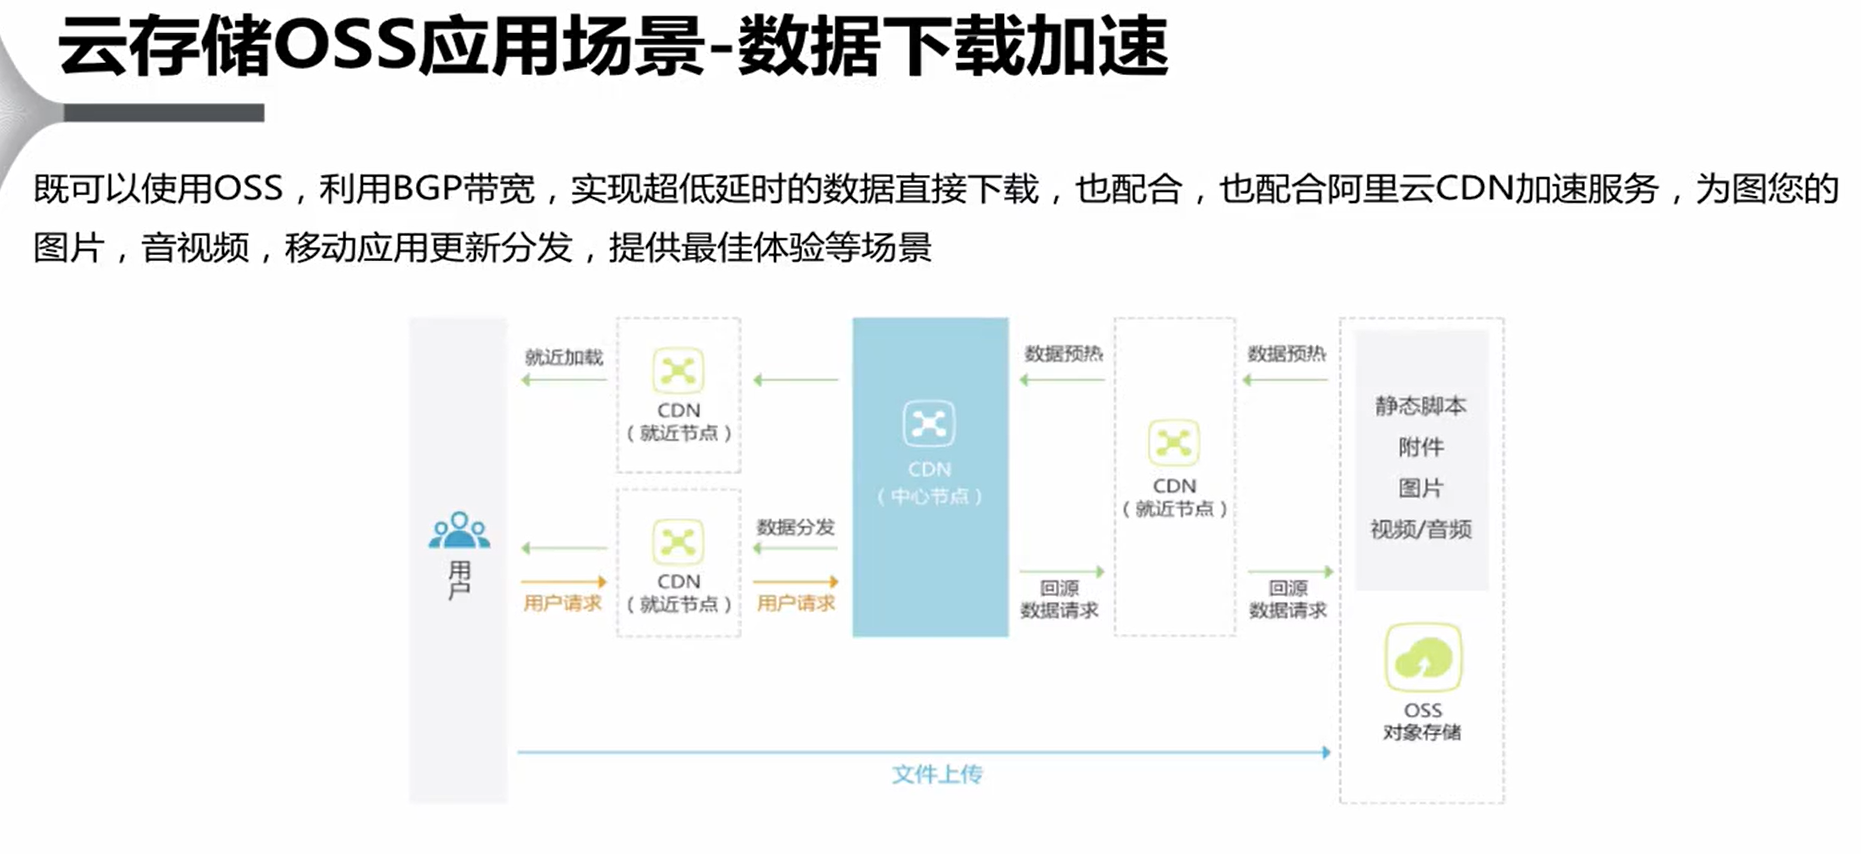 云存储OSS应用场景-数据下载加速
既可以使用OSS，利用BGP带宽，实现超低延时的数据直接下载，也配合，也配合阿里云CDN加速服务，为图您的
图片，音视频，移动应用更新分发，提供最佳体验等场景
就近加载
CDN
（就近节点）
数据预热
数据预热
静态脚本
附件
图片
视频/音频
CDN
（中心节点）
CDN
（就近节点）
用户
数据分发
CDN
（就近节点）
用户请求
用户请求
回源
数据请求
回源
数据请求
OSS
对象存储
文件上传